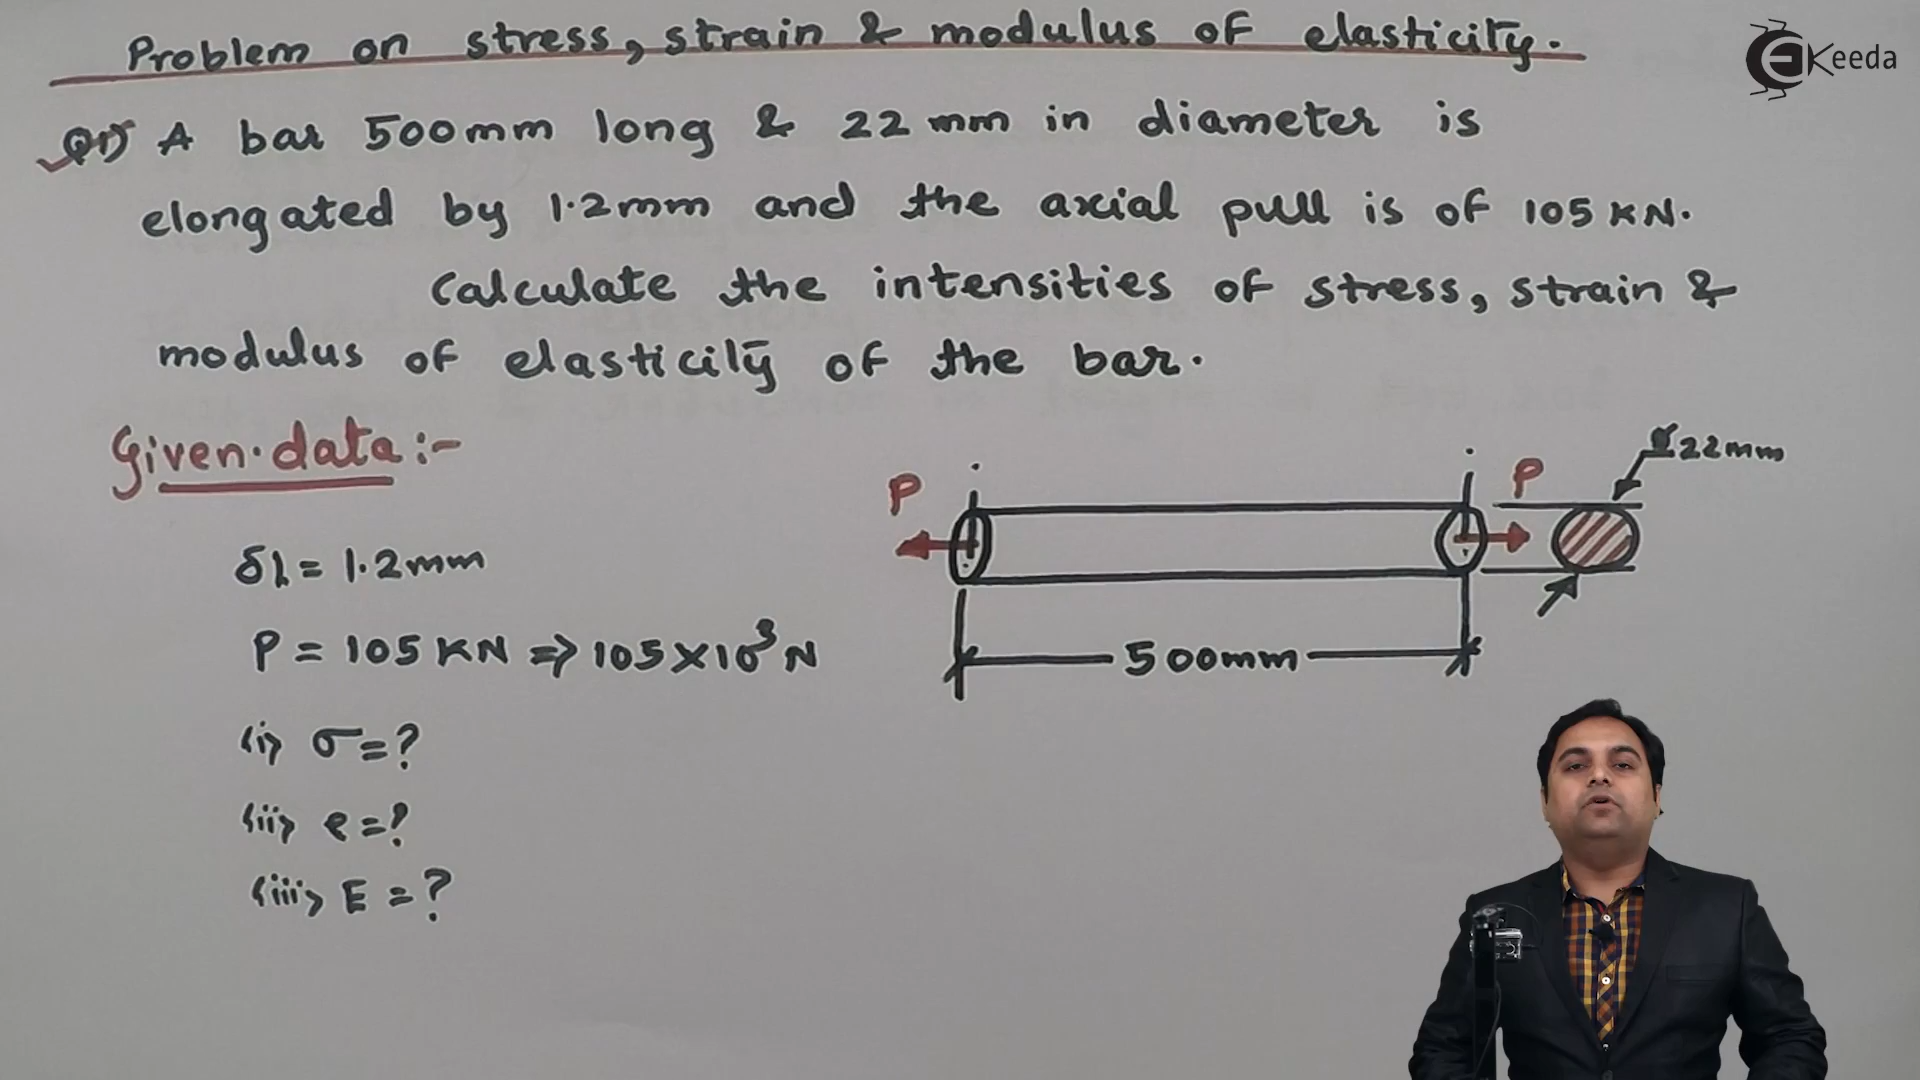 Problem on stress, strain & modulus of elasticity.
EKeeda
Q1) A bar 500mm long & 22 mm in diameter is
elongated by 1.2mm and the axial pull is of 105 KN.
Calculate the intensities of stress, strain &
modulus of elasticity of the bar.
Given data:-
δl = 1.2mm
P = 105 KN => 105×10³ N
(i) σ = ?
(ii) e = ?
(iii) E = ?
P
P
22mm
500mm